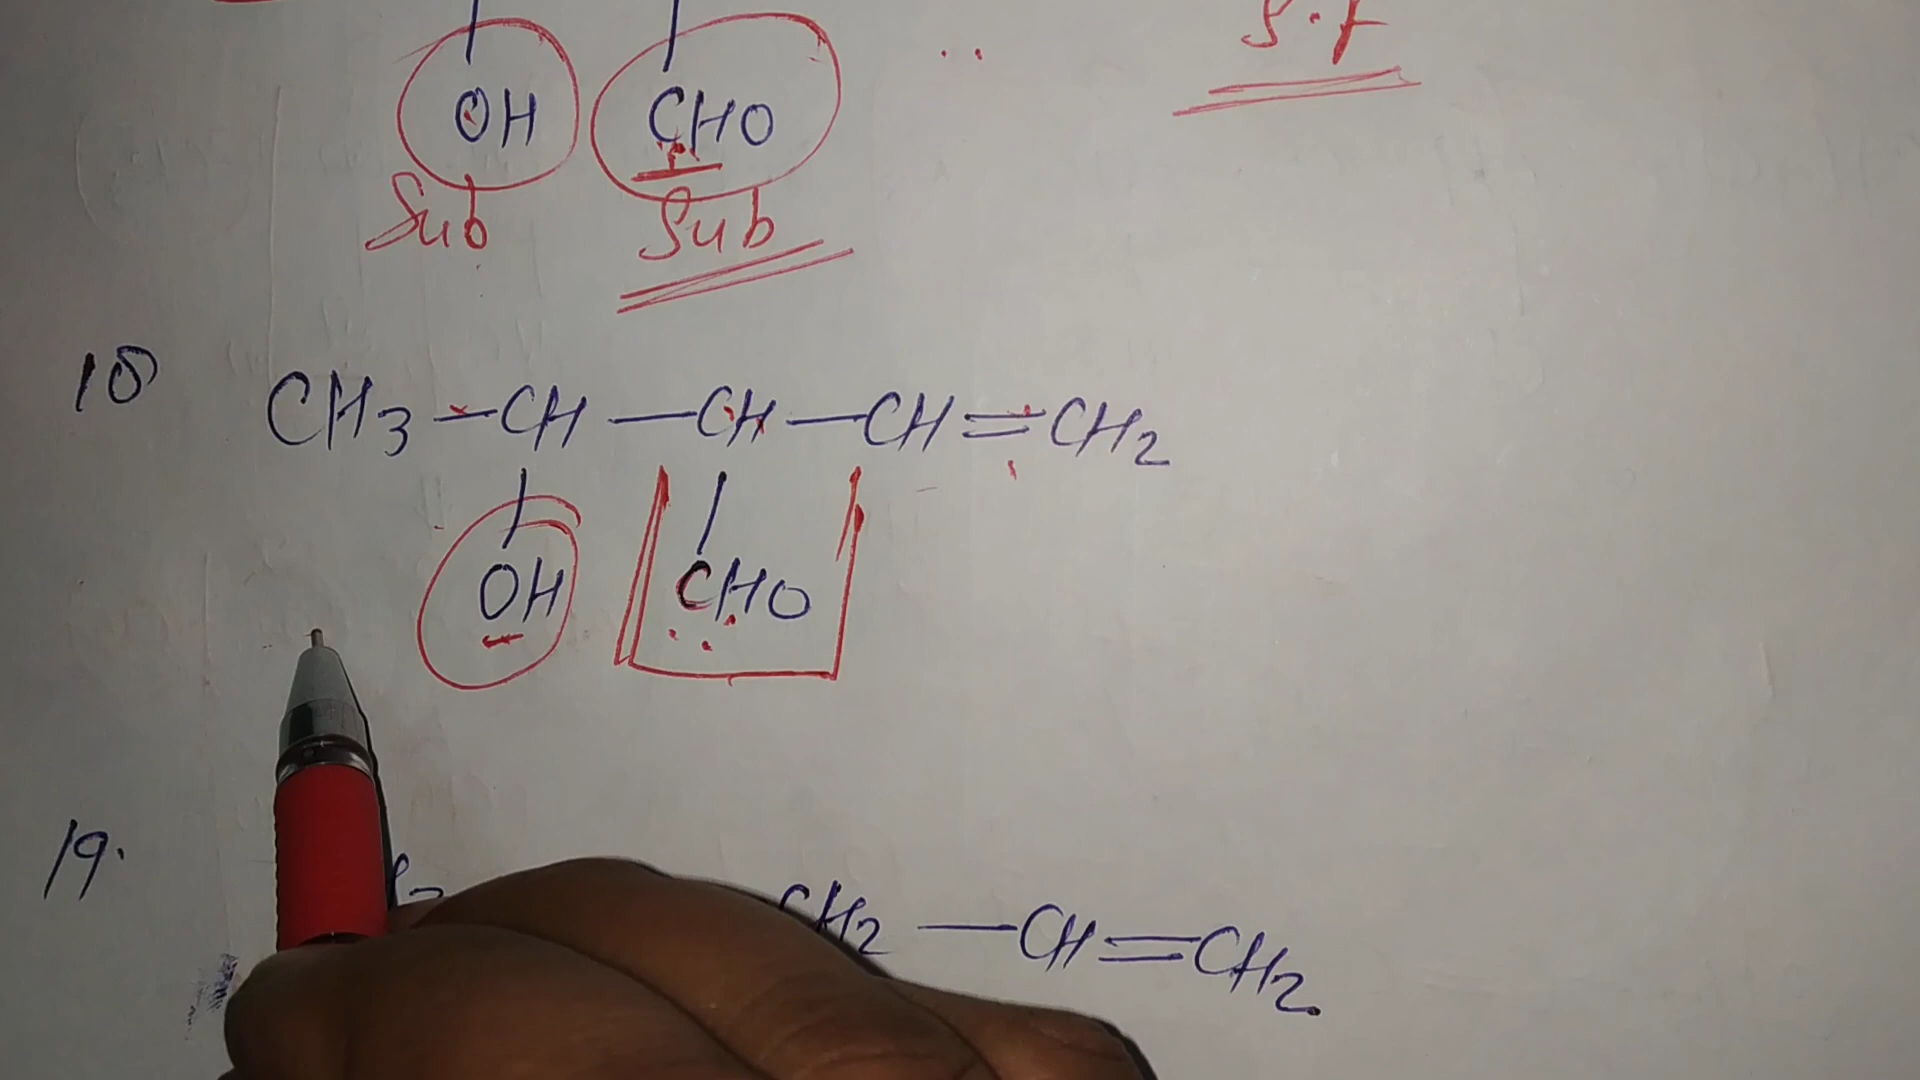 S.f
OH CHO
Sub Sub
18 CH3 - CH - CH - CH = CH2
OH CHO
19. CH2 - CH = CH2.